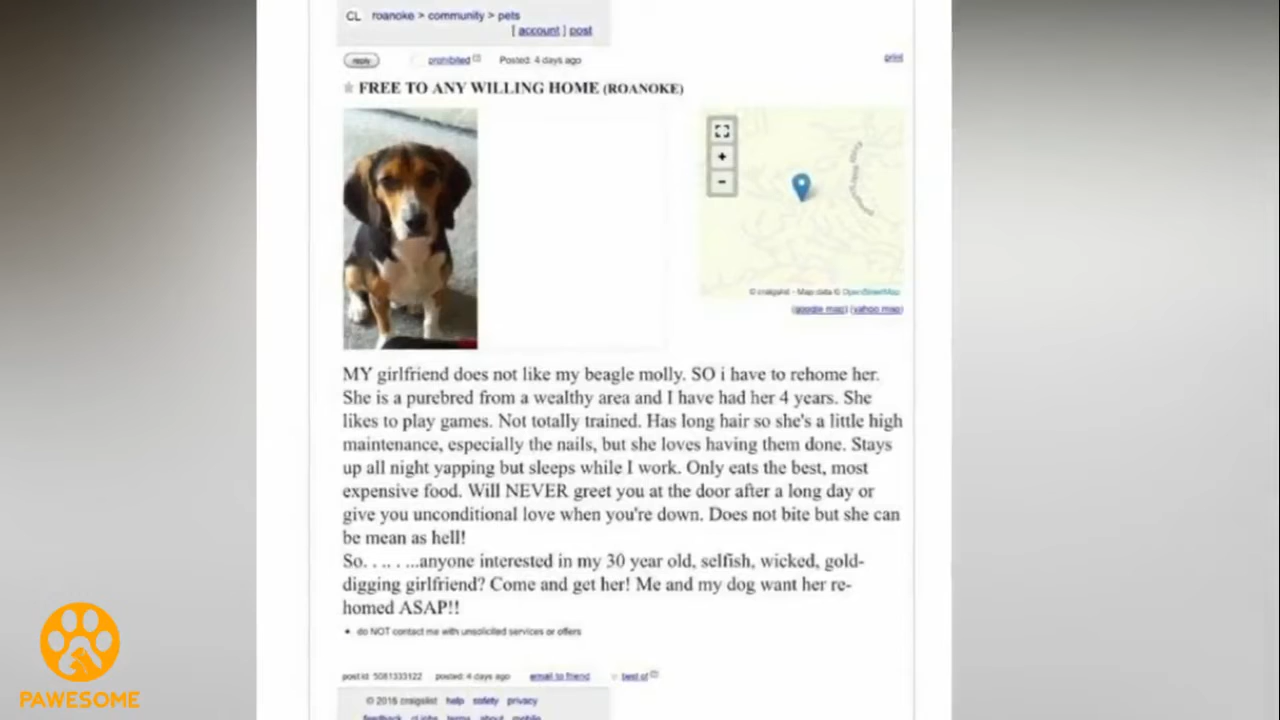 CL roanoke > community > pets
[ account ] post
reply prohibited Posted: 4 days ago print
FREE TO ANY WILLING HOME (ROANOKE)
+
−
© craigslist - Map data © OpenStreetMap
(google map) (yahoo map)
MY girlfriend does not like my beagle molly. SO i have to rehome her.
She is a purebred from a wealthy area and I have had her 4 years. She
likes to play games. Not totally trained. Has long hair so she's a little high
maintenance, especially the nails, but she loves having them done. Stays
up all night yapping but sleeps while I work. Only eats the best, most
expensive food. Will NEVER greet you at the door after a long day or
give you unconditional love when you're down. Does not bite but she can
be mean as hell!
So. . .. . ...anyone interested in my 30 year old, selfish, wicked, gold-
digging girlfriend? Come and get her! Me and my dog want her re-
homed ASAP!!
• do NOT contact me with unsolicited services or offers
post id: 5081333122 posted: 4 days ago email to friend best of
© 2016 craigslist help safety privacy
feedback cl jobs terms about mobile
PAWESOME